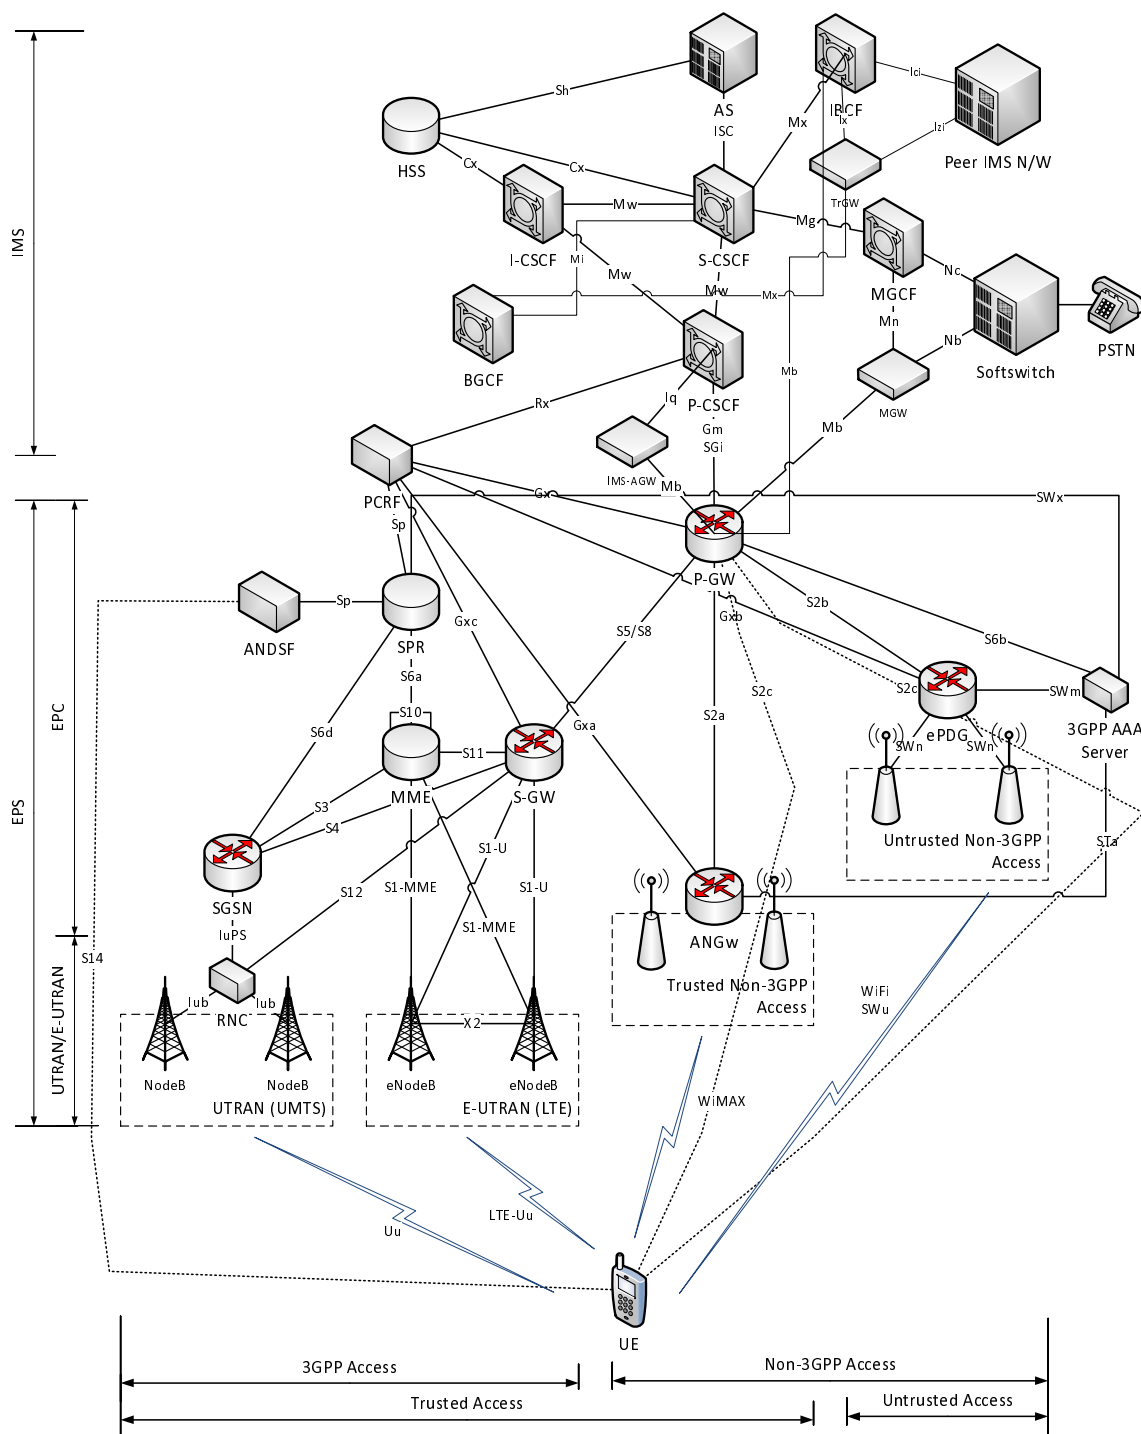 IMS
EPS
EPC
UTRAN/E-UTRAN
AS
IBCF
Ici
Peer IMS N/W
Sh
ISC
Mx
Ix
Izi
HSS
Cx
Cx
TrGW
I-CSCF
Mw
S-CSCF
Mg
MGCF
Nc
Mi
Mw
Mw
Mx
Mn
Nb
Softswitch
PSTN
BGCF
P-CSCF
Mb
MGW
Rx
Iq
Gm
SGi
Mb
IMS-AGW
Mb
PCRF
Gx
SWx
Sp
P-GW
ANDSF
Sp
SPR
Gxc
S5/S8
Gxb
S2b
S6b
S6a
S10
S6d
Gxa
S2a
S2c
S2c
SWm
ePDG
3GPP AAA
Server
SWn
SWn
MME
S11
S-GW
S3
S4
Untrusted Non-3GPP
Access
STa
SGSN
S12
S1-U
S1-MME
S1-U
S1-MME
IuPS
ANGw
S14
Iub
RNC
Iub
Trusted Non-3GPP
Access
WiFi
SWu
X2
NodeB
NodeB
eNodeB
eNodeB
UTRAN (UMTS)
E-UTRAN (LTE)
WiMAX
Uu
LTE-Uu
UE
3GPP Access
Non-3GPP Access
Trusted Access
Untrusted Access